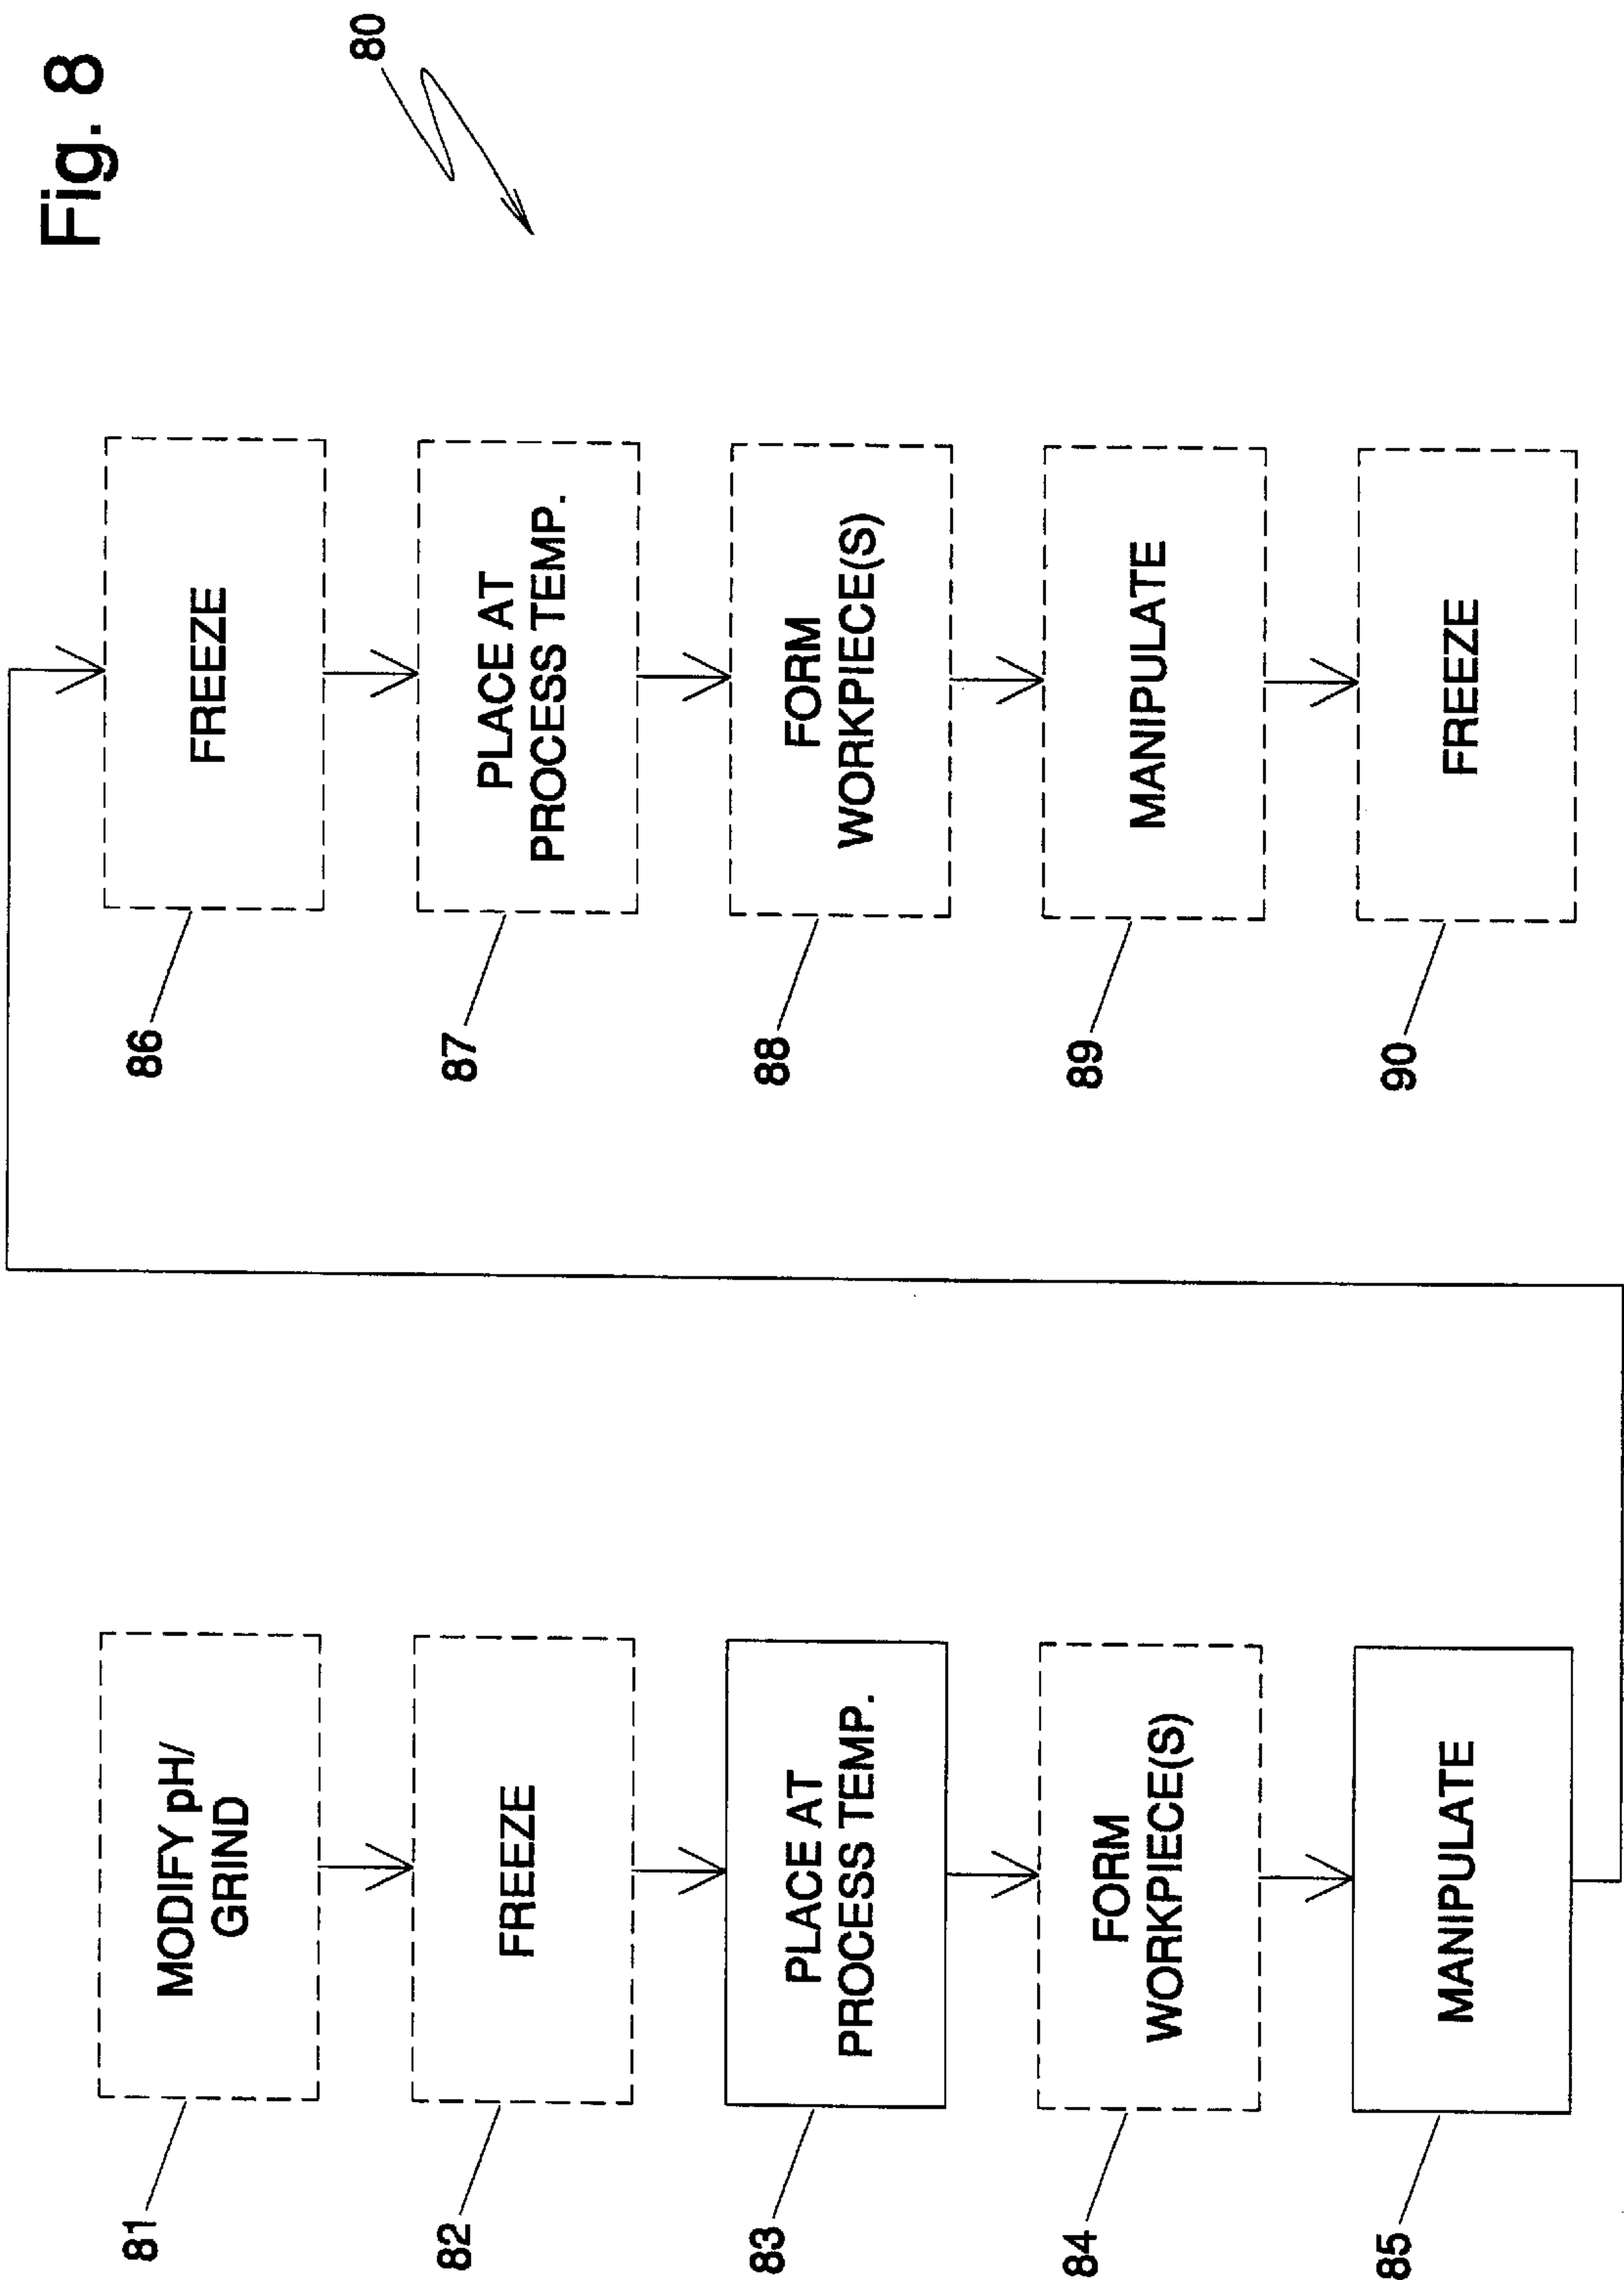 Fig. 8
80
81
MODIFY pH/
GRIND
82
FREEZE
83
PLACE AT
PROCESS TEMP.
84
FORM
WORKPIECE(S)
85
MANIPULATE
86
FREEZE
87
PLACE AT
PROCESS TEMP.
88
FORM
WORKPIECE(S)
89
MANIPULATE
90
FREEZE